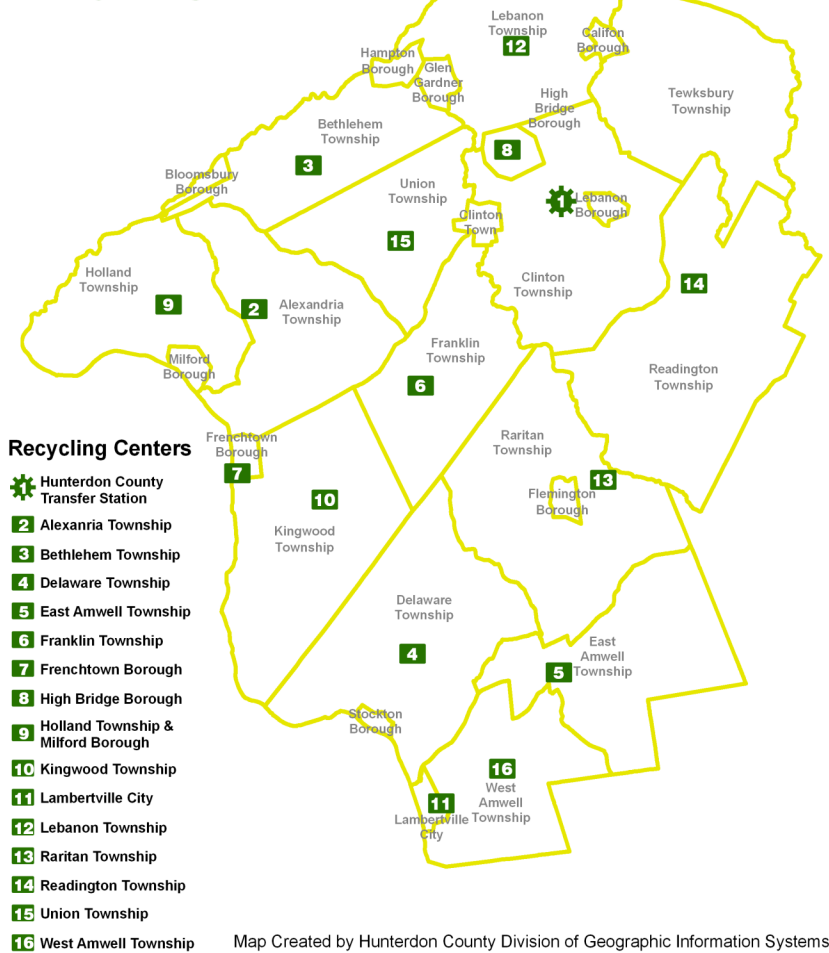 Lebanon
Township
12
Califon
Borough
Hampton
Borough
Glen
Gardner
Borough
High
Bridge
Borough
Tewksbury
Township
Bethlehem
Township
3
8
Bloomsbury
Borough
Union
Township
15
1
Lebanon
Borough
Clinton
Town
Holland
Township
9
2
Alexandria
Township
Clinton
Township
14
Milford
Borough
Franklin
Township
6
Readington
Township
Frenchtown
Borough
7
Raritan
Township
13
Flemington
Borough
10
Kingwood
Township
Delaware
Township
4
East
Amwell
Township
5
Stockton
Borough
16
West
Amwell
Township
11
Lambertville
City
Recycling Centers
1 Hunterdon County
Transfer Station
2 Alexanria Township
3 Bethlehem Township
4 Delaware Township
5 East Amwell Township
6 Franklin Township
7 Frenchtown Borough
8 High Bridge Borough
9 Holland Township &
Milford Borough
10 Kingwood Township
11 Lambertville City
12 Lebanon Township
13 Raritan Township
14 Readington Township
15 Union Township
16 West Amwell Township
Map Created by Hunterdon County Division of Geographic Information Systems